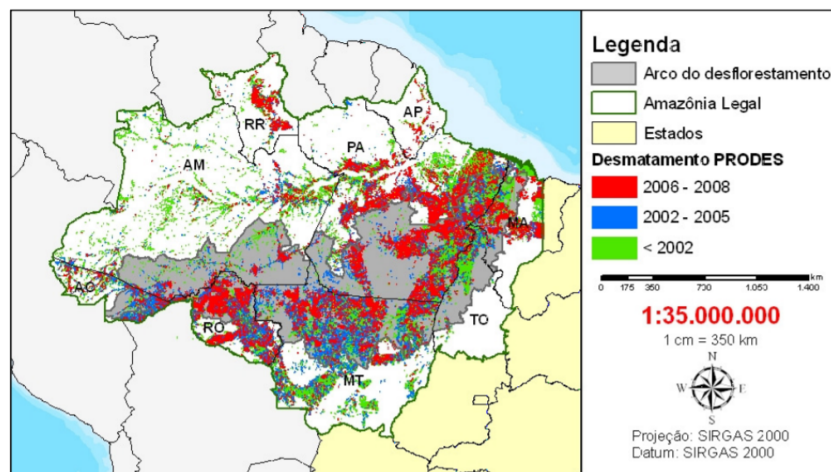 Legenda
Arco do desflorestamento
Amazônia Legal
Estados
Desmatamento PRODES
2006 - 2008
2002 - 2005
< 2002
km
0 175 350 700 1.050 1.400
1:35.000.000
1 cm = 350 km
N
W E
S
Projeção: SIRGAS 2000
Datum: SIRGAS 2000
RR
AP
AM
PA
MA
AC
RO
TO
MT